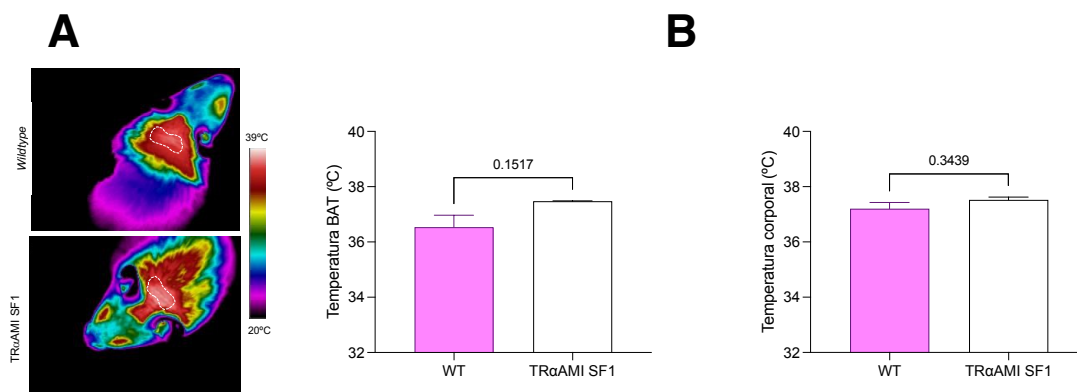 A
B
Wildtype
TRαAMI SF1
39ºC
20ºC
Temperatura BAT (ºC)
40
38
36
34
32
0.1517
WT
TRαAMI SF1
Temperatura corporal (ºC)
40
38
36
34
32
0.3439
WT
TRαAMI SF1